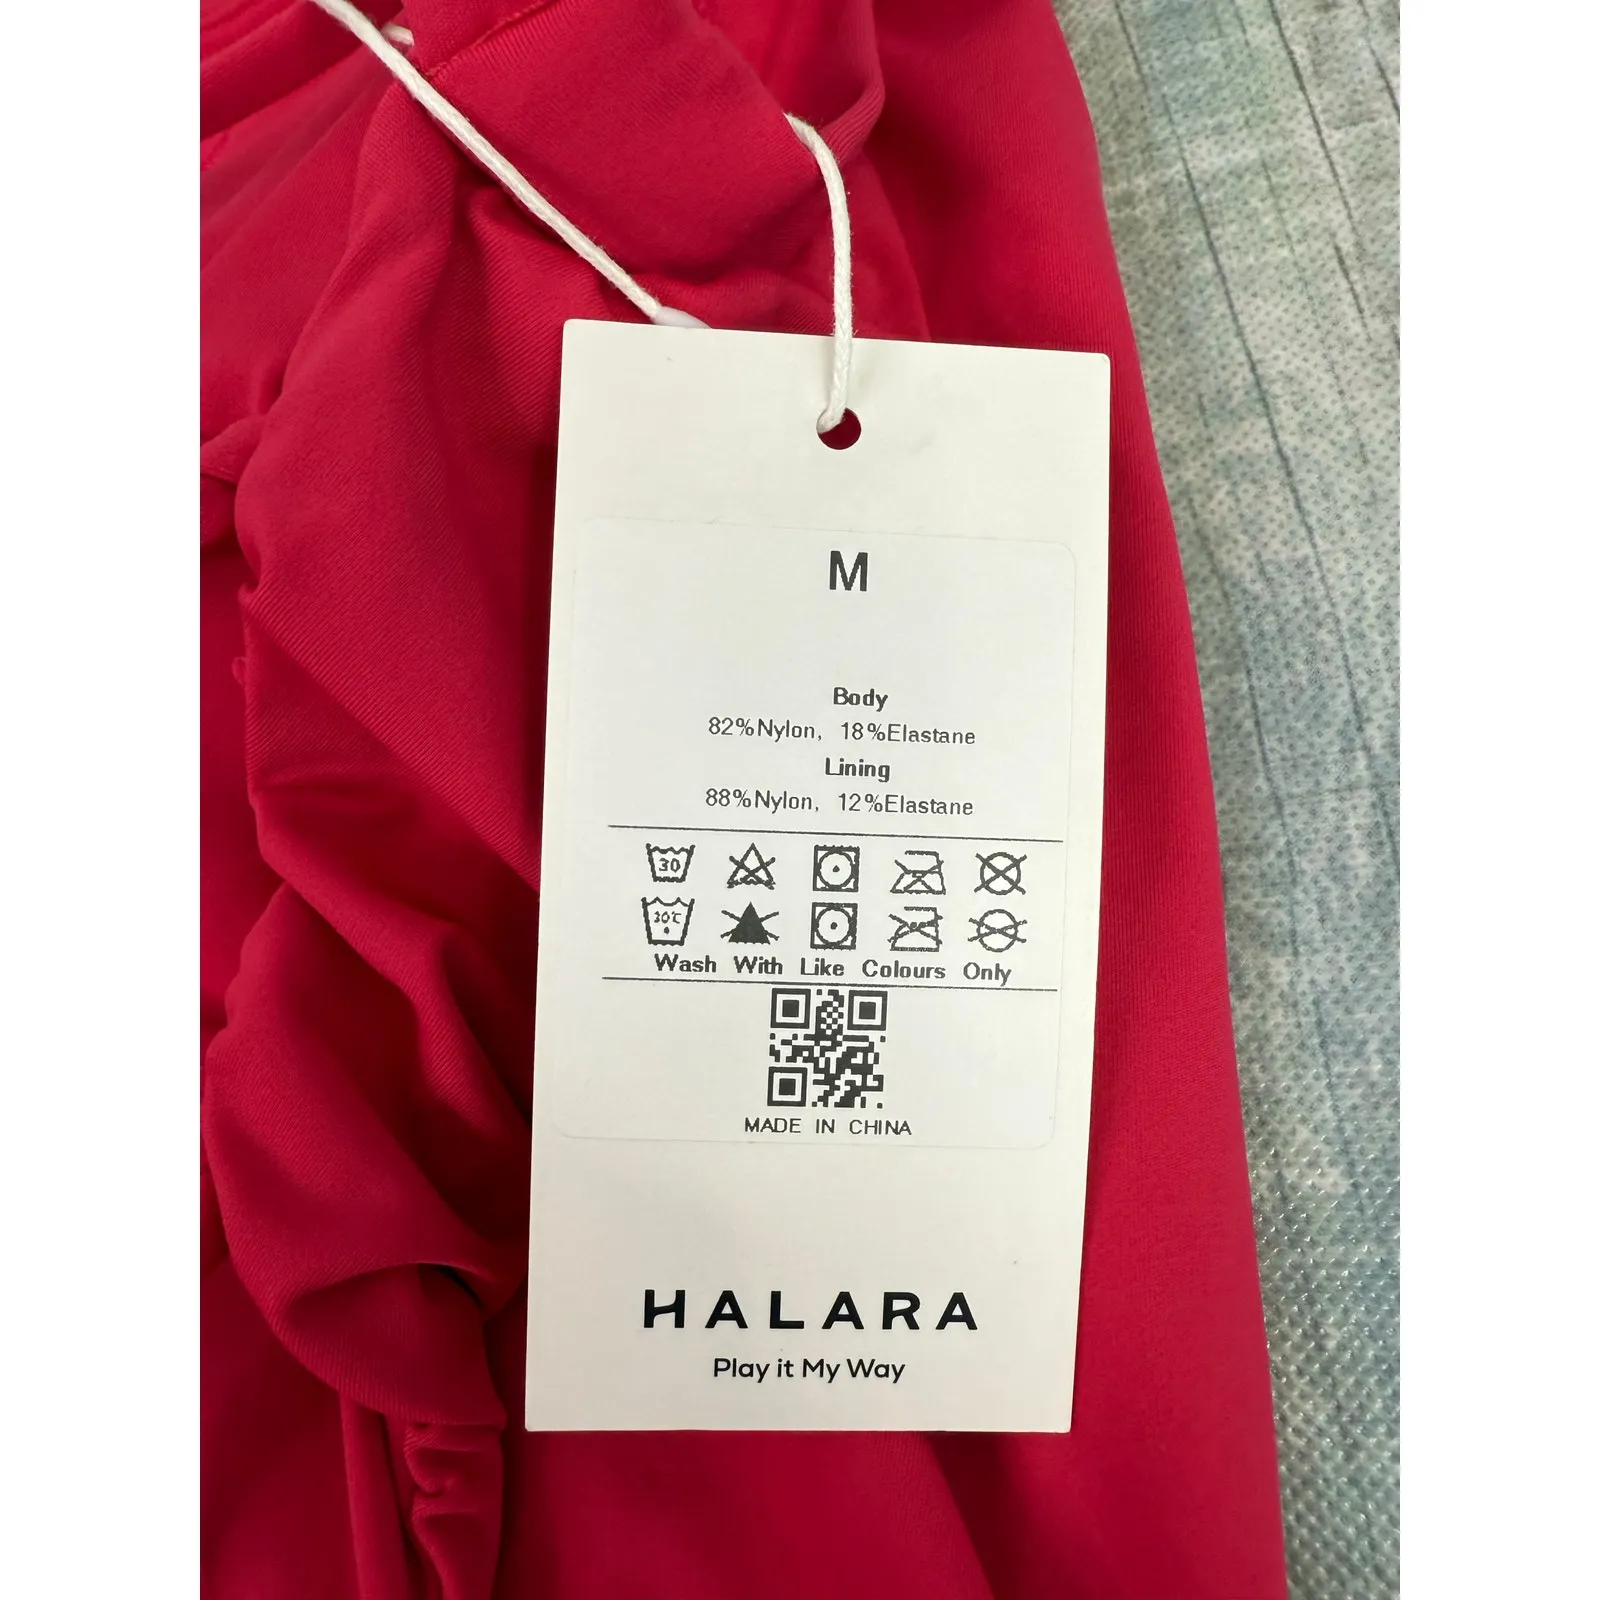 M
Body
82%Nylon, 18%Elastane
Lining
88%Nylon, 12%Elastane
30
30℃
Wash With Like Colours Only
MADE IN CHINA
HALARA
Play it My Way